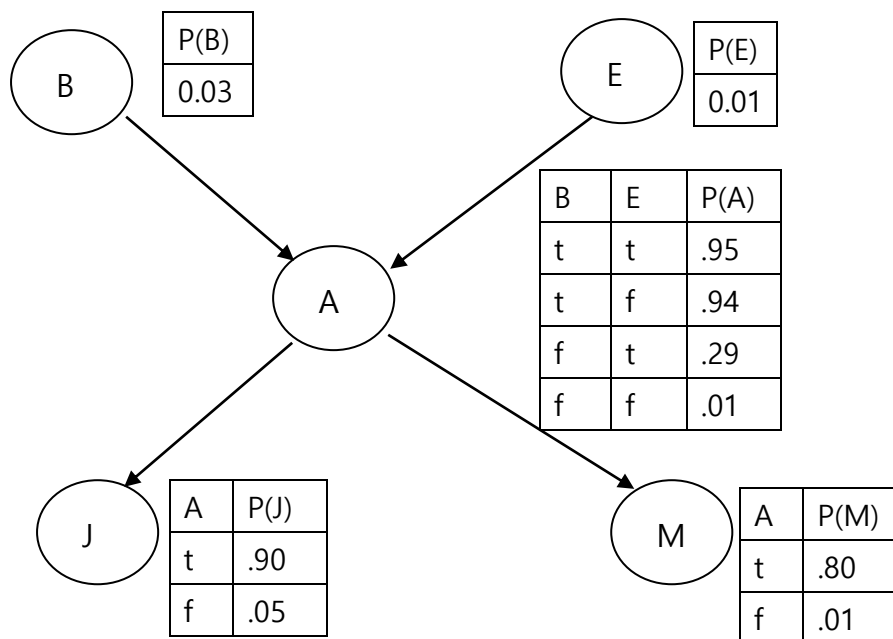 B
P(B)
0.03
E
P(E)
0.01
B E P(A)
t t .95
t f .94
f t .29
f f .01
A
J
A P(J)
t .90
f .05
M
A P(M)
t .80
f .01